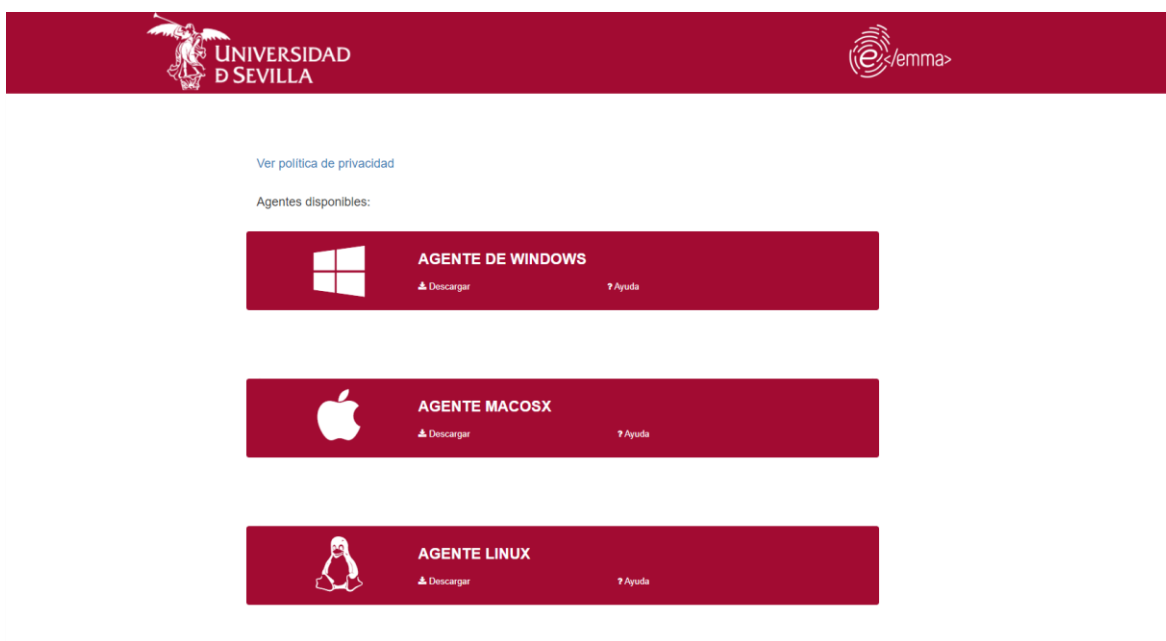 UNIVERSIDAD
Đ SEVILLA
e</emma>
Ver política de privacidad
Agentes disponibles:
AGENTE DE WINDOWS
Descargar
? Ayuda
AGENTE MACOSX
Descargar
? Ayuda
AGENTE LINUX
Descargar
? Ayuda